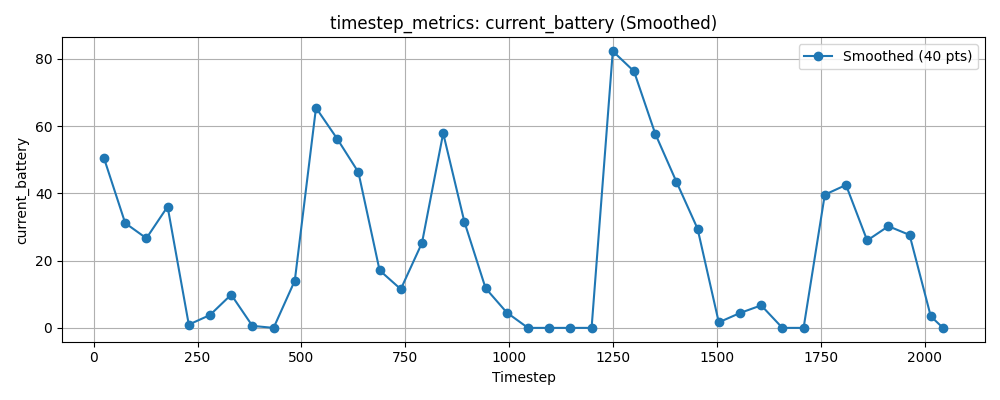 timestep_metrics: current_battery (Smoothed)
Smoothed (40 pts)
current_battery
80
60
40
20
0
0 250 500 750 1000 1250 1500 1750 2000
Timestep